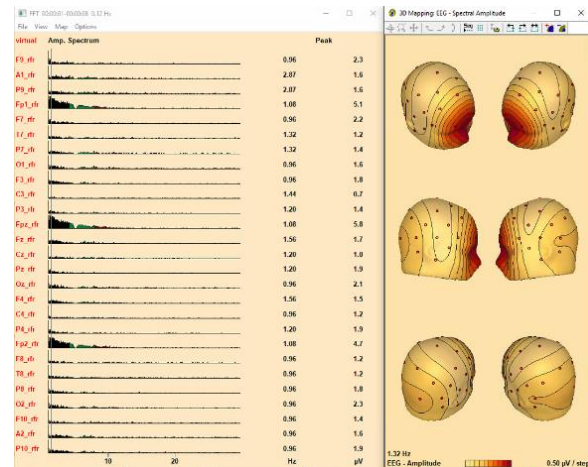 FFT 00:00:01-00:00:08 5.12 Hz
File View Map Options
virtual Amp. Spectrum Peak
F9_rfr 0.96 2.3
A1_rfr 2.87 1.6
P9_rfr 2.87 1.6
Fp1_rfr 1.08 5.1
F7_rfr 0.96 2.2
T7_rfr 1.32 1.2
P7_rfr 1.32 1.4
O1_rfr 0.96 1.6
F3_rfr 0.96 1.8
C3_rfr 1.44 0.7
P3_rfr 1.20 1.4
Fpz_rfr 1.08 5.8
Fz_rfr 1.56 1.7
Cz_rfr 1.20 1.0
Pz_rfr 1.20 1.9
Oz_rfr 0.96 2.1
F4_rfr 1.56 1.5
C4_rfr 0.96 1.2
P4_rfr 1.20 1.9
Fp2_rfr 1.08 4.7
F8_rfr 0.96 1.2
T8_rfr 0.96 1.2
P8_rfr 0.96 1.8
O2_rfr 0.96 2.3
F10_rfr 0.96 1.4
A2_rfr 0.96 1.6
P10_rfr 0.96 1.9
10 20 Hz µV
3D Mapping: EEG - Spectral Amplitude
1.32 Hz
EEG - Amplitude 0.50 µV / step